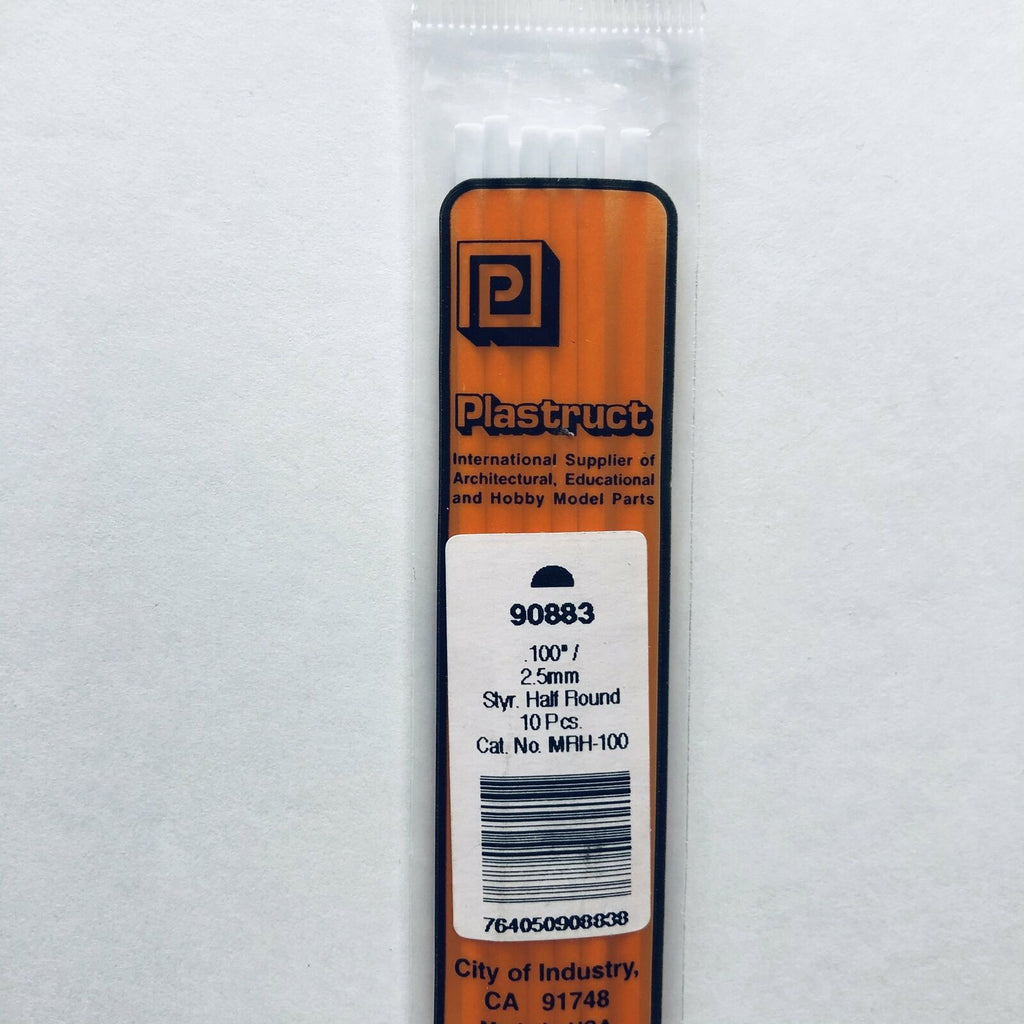 P
Plastruct
International Supplier of
Architectural, Educational
and Hobby Model Parts
90883
.100" /
2.5mm
Styr. Half Round
10 Pcs.
Cat. No. MRH-100
764050908838
City of Industry,
CA 91748